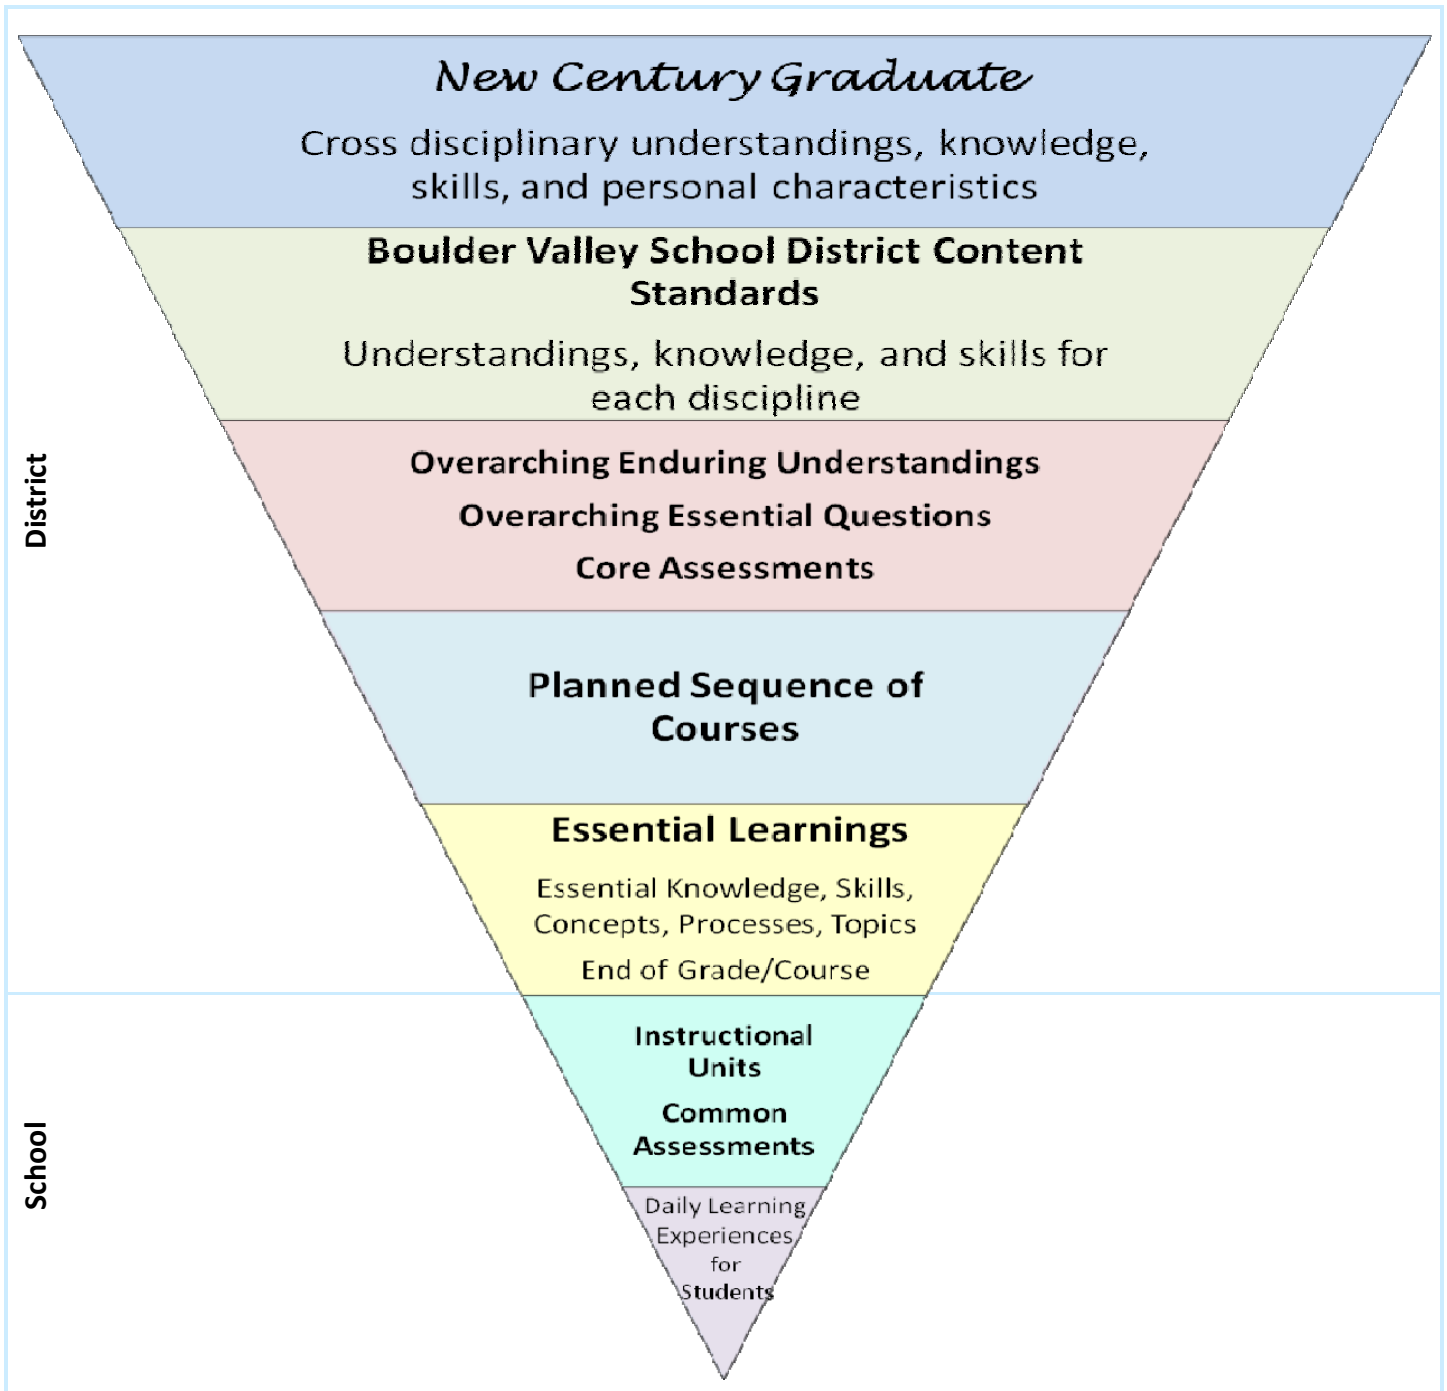 New Century Graduate
Cross disciplinary understandings, knowledge,
skills, and personal characteristics
Boulder Valley School District Content
Standards
Understandings, knowledge, and skills for
each discipline
District
Overarching Enduring Understandings
Overarching Essential Questions
Core Assessments
Planned Sequence of
Courses
Essential Learnings
Essential Knowledge, Skills,
Concepts, Processes, Topics
End of Grade/Course
School
Instructional
Units
Common
Assessments
Daily Learning
Experiences
for
Students